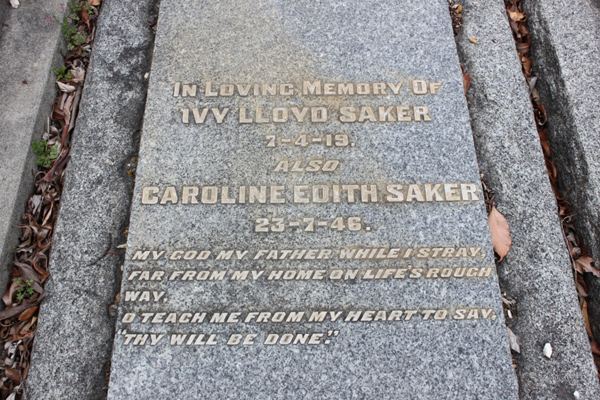 IN LOVING MEMORY OF
IVY LLOYD SAKER
7-4-19.
ALSO
CAROLINE EDITH SAKER
23-7-46.
MY GOD MY FATHER WHILE I STRAY,
FAR FROM MY HOME ON LIFE'S ROUGH
WAY,
O TEACH ME FROM MY HEART TO SAY,
"THY WILL BE DONE."